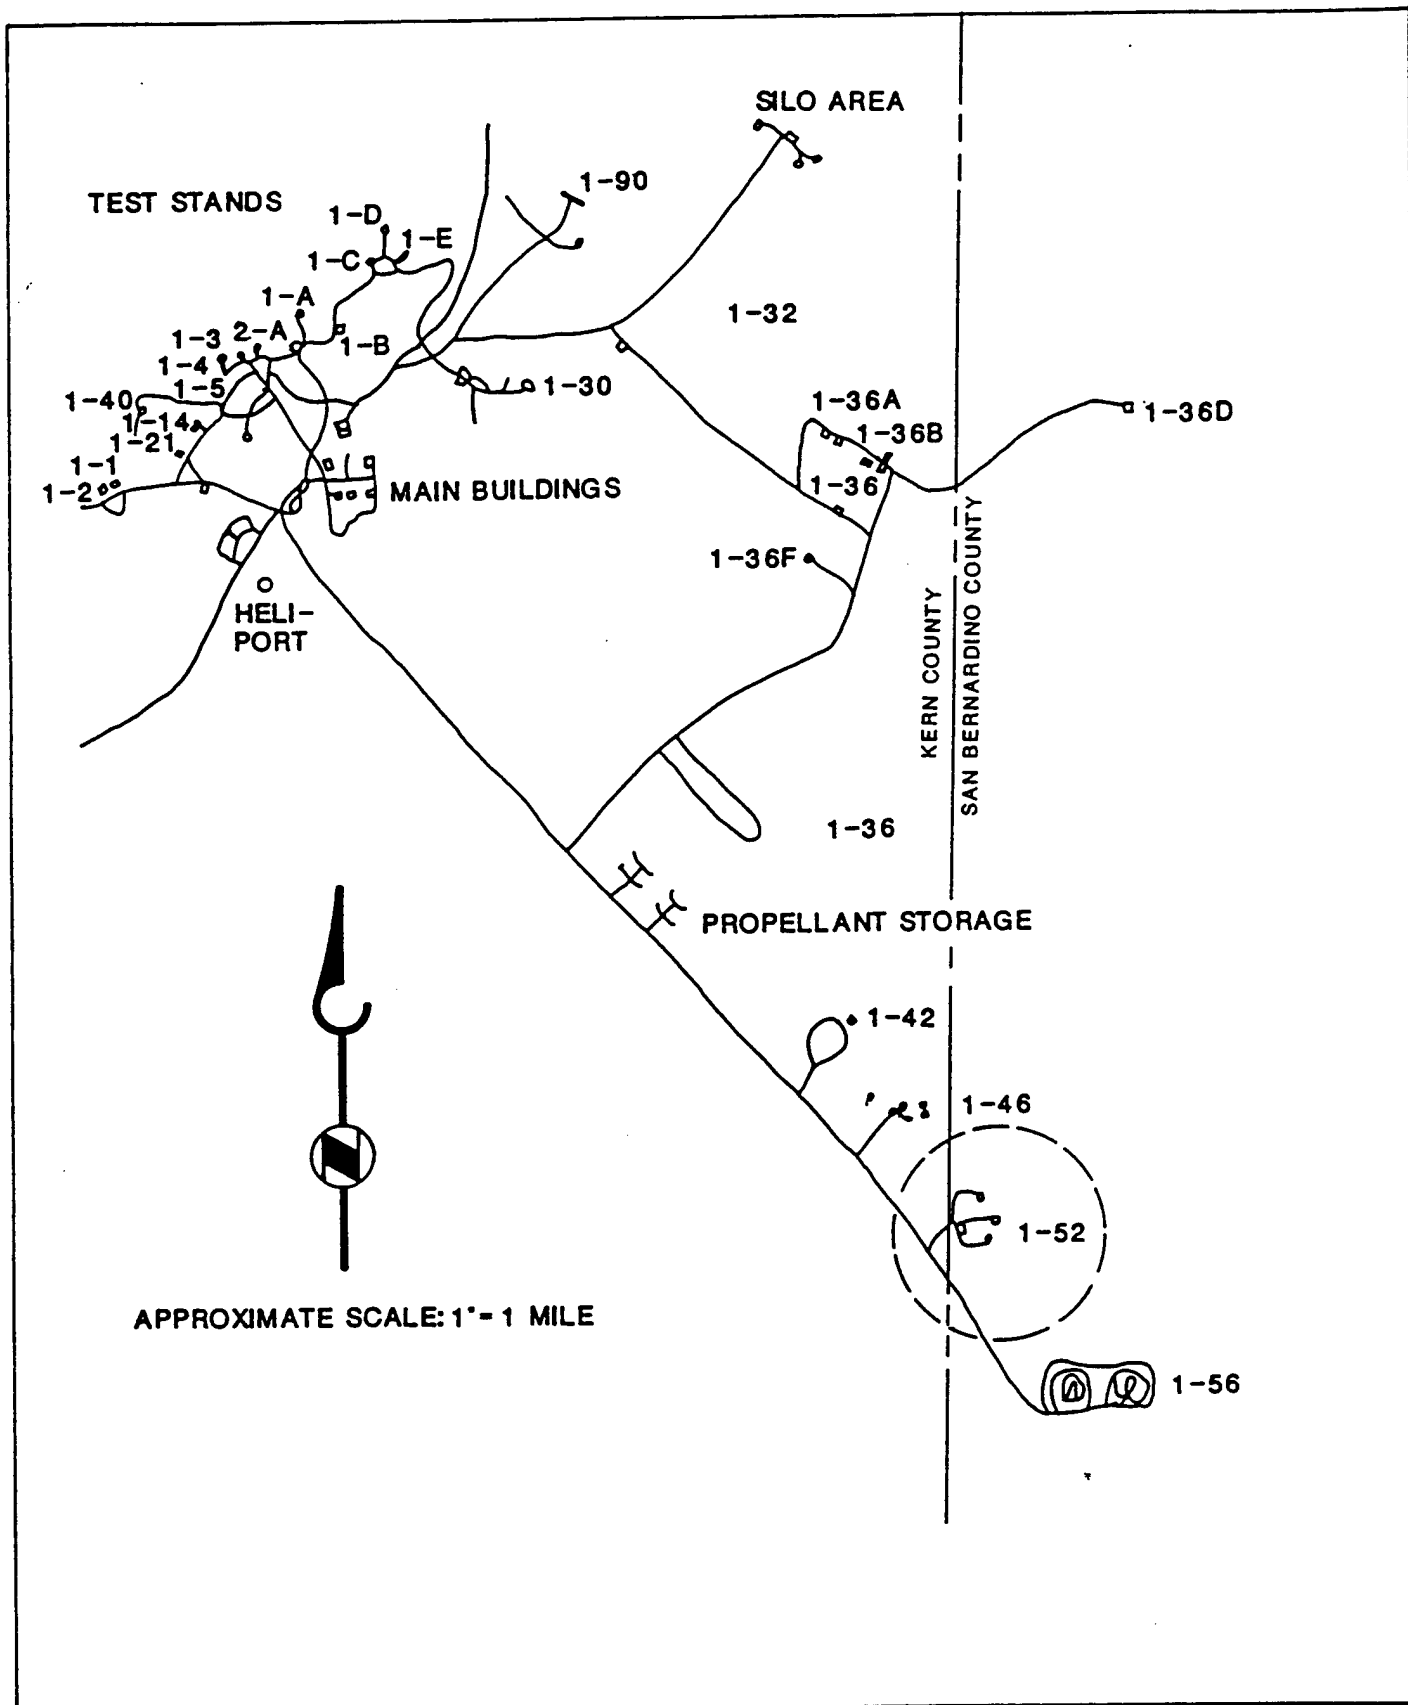 SILO AREA
TEST STANDS
1-90
1-D
1-E
1-C
1-A
1-32
1-3
2-A
1-B
1-4
1-5
1-30
1-40
1-36A
1-36D
1-14
1-36B
1-21
1-1
1-36
1-2
MAIN BUILDINGS
1-36F
HELI-
PORT
KERN COUNTY
SAN BERNARDINO COUNTY
1-36
PROPELLANT STORAGE
1-42
1-46
1-52
APPROXIMATE SCALE: 1"= 1 MILE
1-56